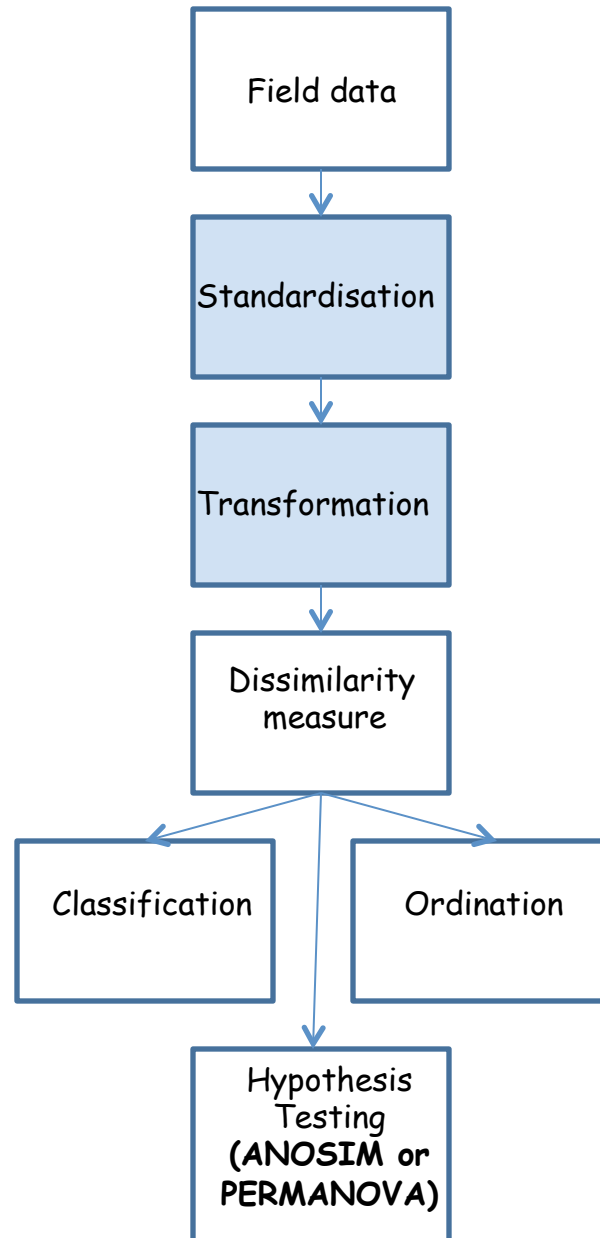 Field data
Standardisation
Transformation
Dissimilarity
measure
Classification
Ordination
Hypothesis
Testing
(ANOSIM or
PERMANOVA)